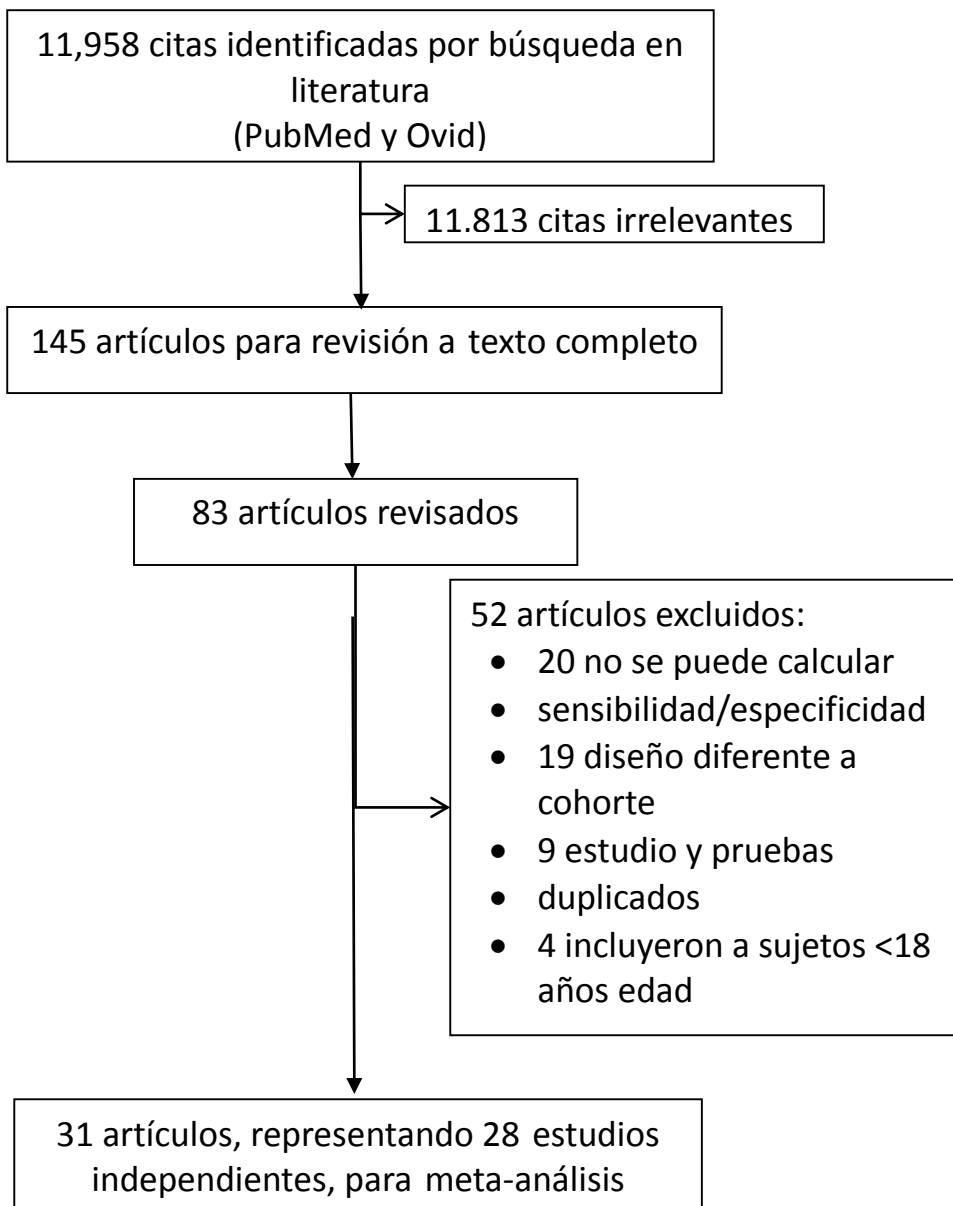 11,958 citas identificadas por búsqueda en
literatura
(PubMed y Ovid)
11.813 citas irrelevantes
145 artículos para revisión a texto completo
83 artículos revisados
52 artículos excluidos:
• 20 no se puede calcular
• sensibilidad/especificidad
• 19 diseño diferente a
cohorte
• 9 estudio y pruebas
• duplicados
• 4 incluyeron a sujetos <18
años edad
31 artículos, representando 28 estudios
independientes, para meta-análisis